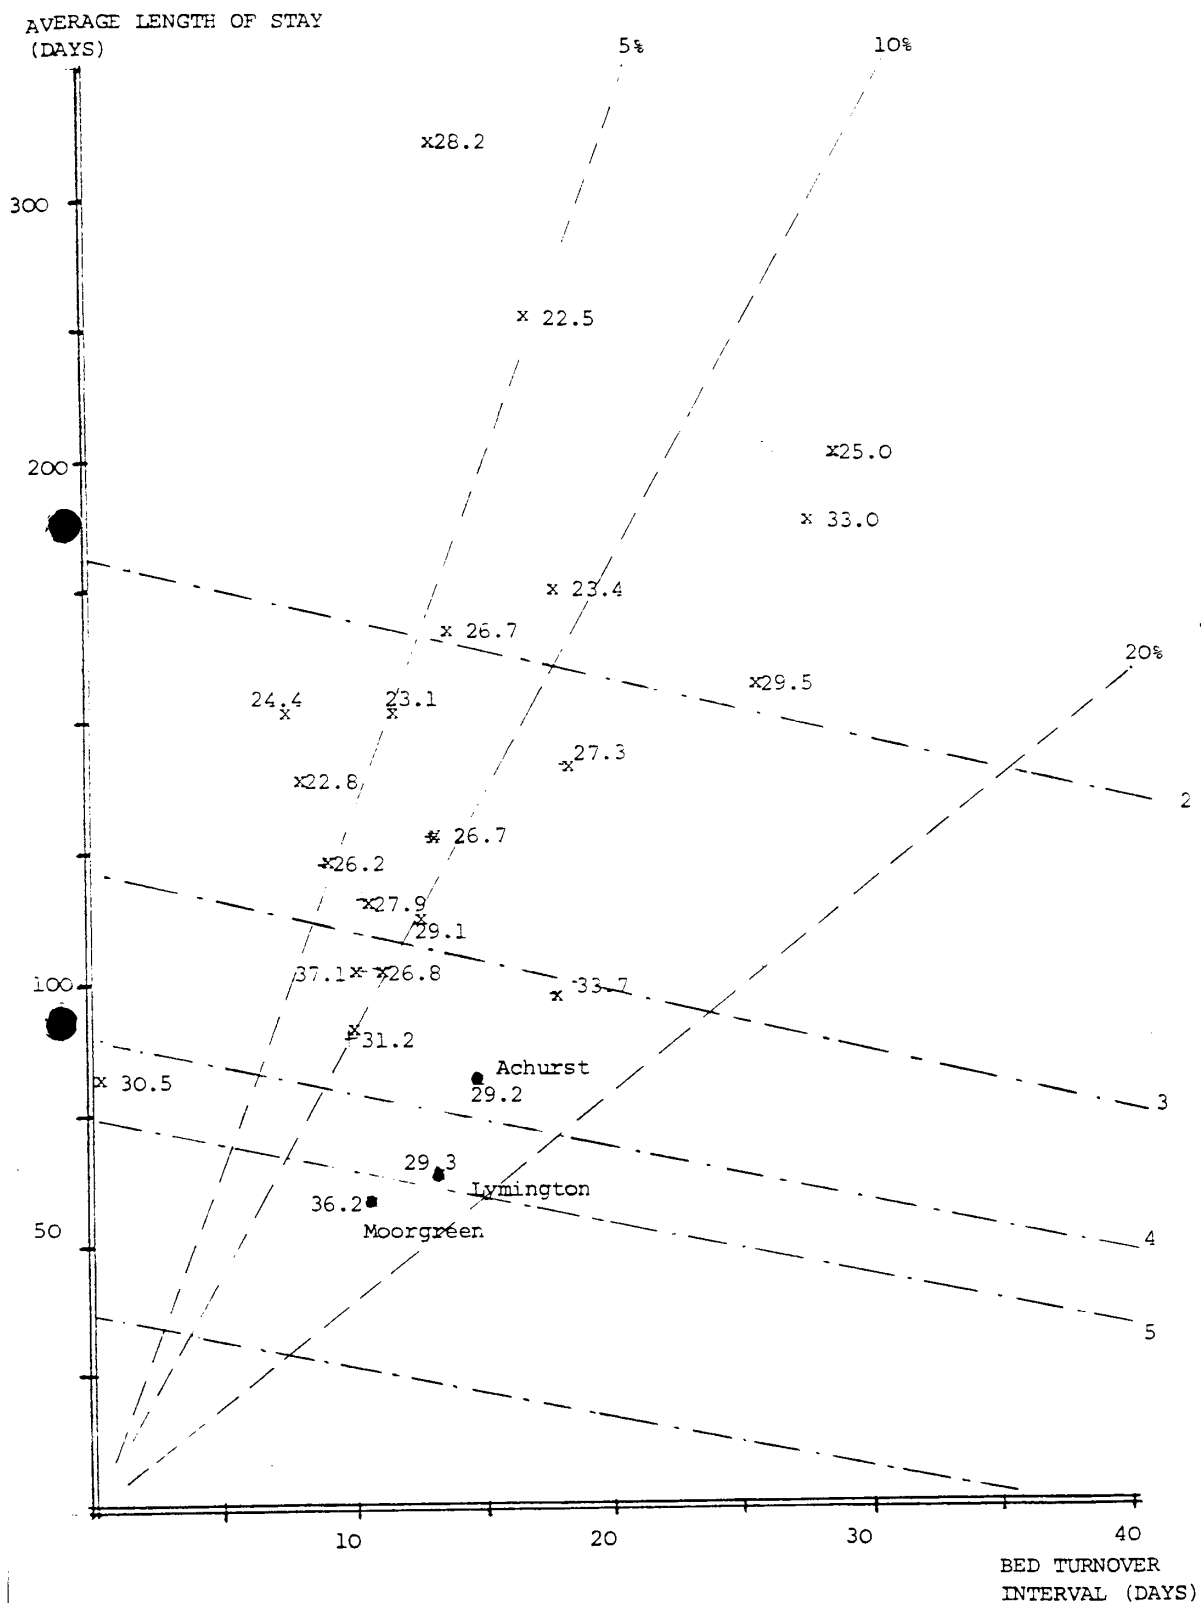 AVERAGE LENGTH OF STAY
(DAYS)
5%
10%
x28.2
300
x 22.5
x25.0
200
x 33.0
x 23.4
x 26.7
20%
x29.5
24.4
x
23.1
x
27.3
x
2
x22.8
x 26.7
x26.2
x27.9
x
29.1
37.1x
x26.8
33.7
x
100
x
31.2
Achurst
29.2
x 30.5
3
29.3
Lymington
36.2
Moorgreen
50
4
5
10
20
30
40
BED TURNOVER
INTERVAL (DAYS)